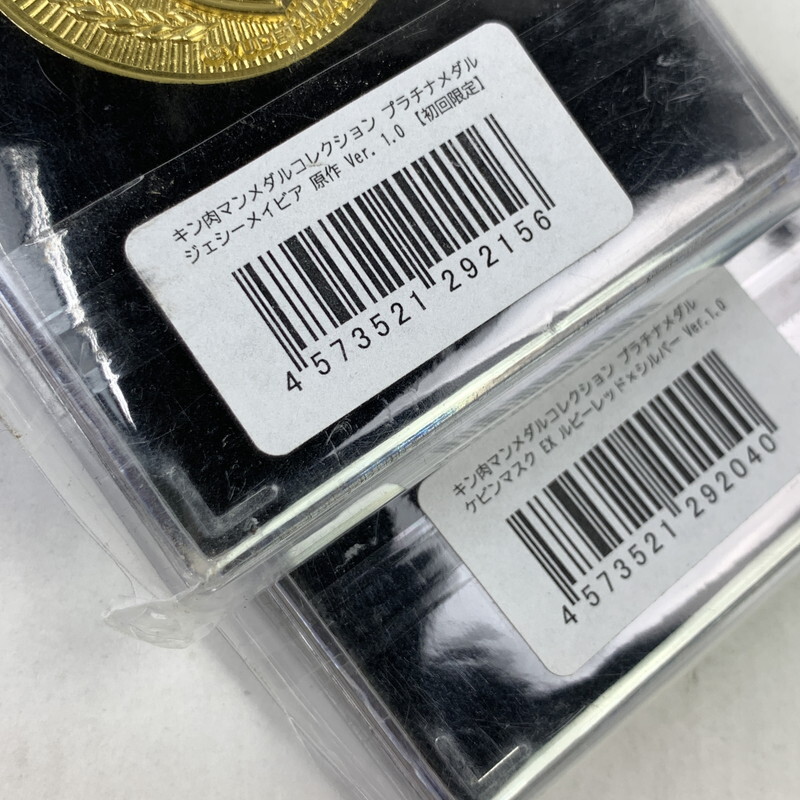 キン肉マンメダルコレクション プラチナメダル
ジェシーメイビア 原作 Ver. 1.0 【初回限定】
4 573521 292156
キン肉マンメダルコレクション プラチナメダル
ケビンマスク EX ルビーレッド×シルバー Ver.1.0
4 573521 292040